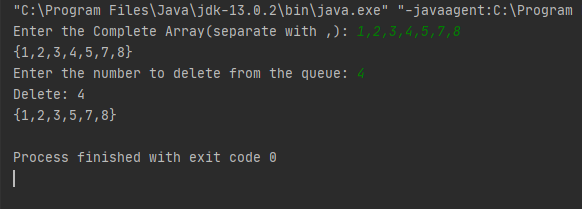 "C:\Program Files\Java\jdk-13.0.2\bin\java.exe" "-javaagent:C:\Program
Enter the Complete Array(separate with ,): 1,2,3,4,5,7,8
{1,2,3,4,5,7,8}
Enter the number to delete from the queue: 4
Delete: 4
{1,2,3,5,7,8}
Process finished with exit code 0